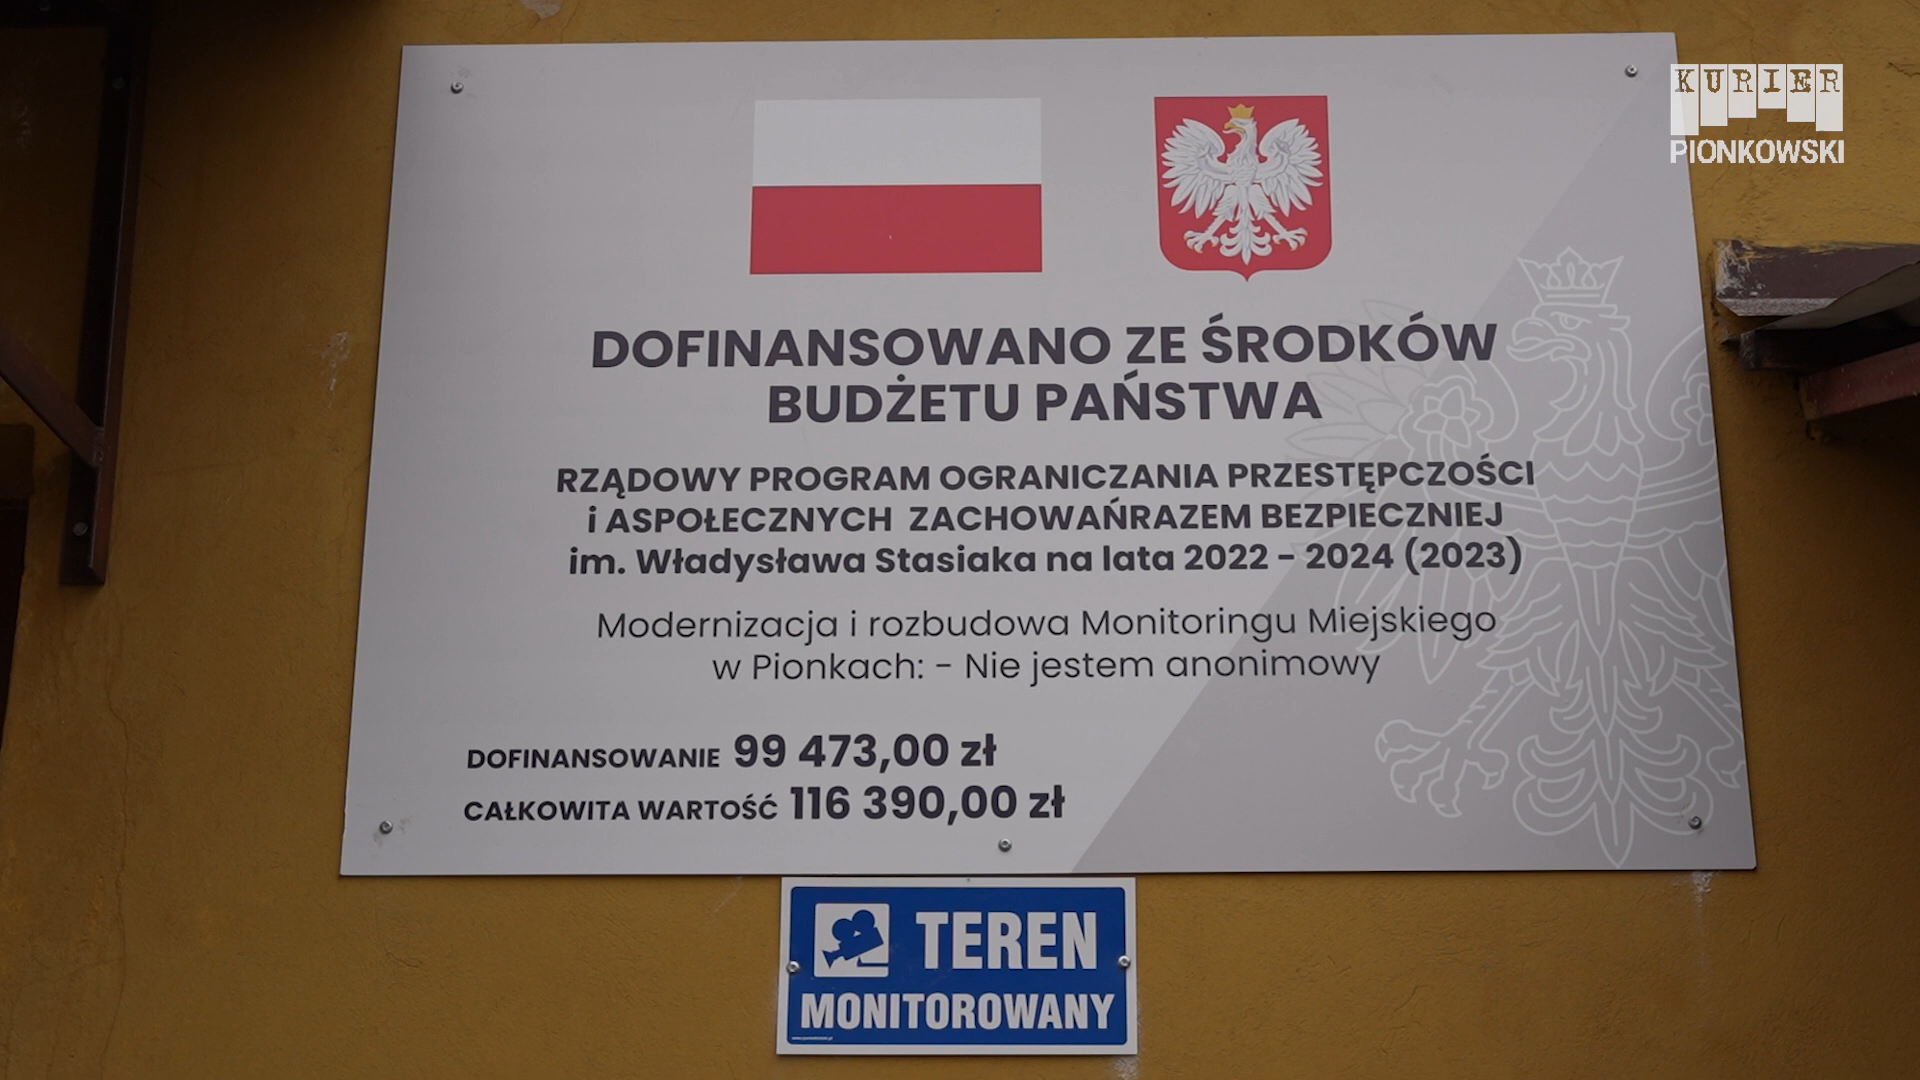 KURIER
PIONKOWSKI
DOFINANSOWANO ZE ŚRODKÓW
BUDŻETU PAŃSTWA
RZĄDOWY PROGRAM OGRANICZANIA PRZESTĘPCZOŚCI
i ASPOŁECZNYCH ZACHOWAŃRAZEM BEZPIECZNIEJ
im. Władysława Stasiaka na lata 2022 - 2024 (2023)
Modernizacja i rozbudowa Monitoringu Miejskiego
w Pionkach: - Nie jestem anonimowy
DOFINANSOWANIE 99 473,00 zł
CAŁKOWITA WARTOŚĆ 116 390,00 zł
TEREN
MONITOROWANY